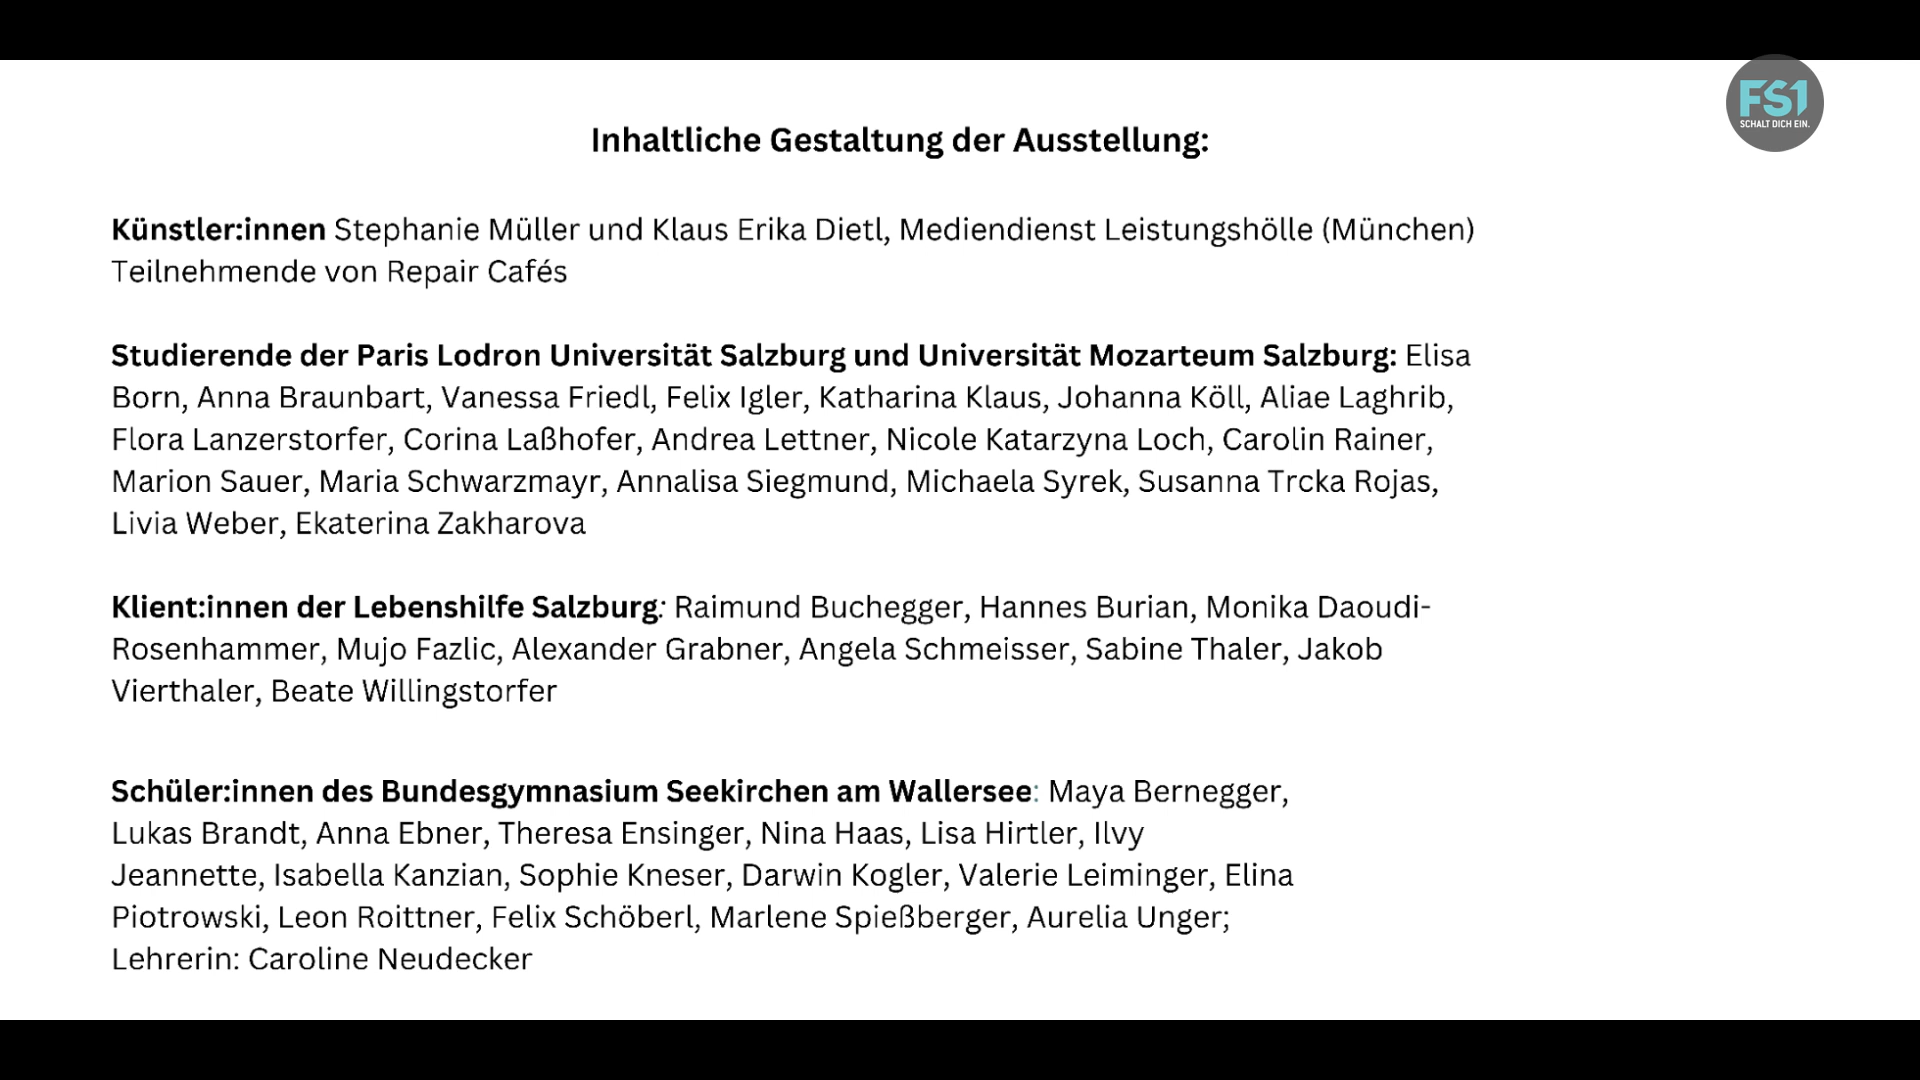 FS1
SCHALT DICH EIN.
Inhaltliche Gestaltung der Ausstellung:
Künstler:innen Stephanie Müller und Klaus Erika Dietl, Mediendienst Leistungshölle (München)
Teilnehmende von Repair Cafés
Studierende der Paris Lodron Universität Salzburg und Universität Mozarteum Salzburg: Elisa
Born, Anna Braunbart, Vanessa Friedl, Felix Igler, Katharina Klaus, Johanna Köll, Aliae Laghrib,
Flora Lanzerstorfer, Corina Laßhofer, Andrea Lettner, Nicole Katarzyna Loch, Carolin Rainer,
Marion Sauer, Maria Schwarzmayr, Annalisa Siegmund, Michaela Syrek, Susanna Trcka Rojas,
Livia Weber, Ekaterina Zakharova
Klient:innen der Lebenshilfe Salzburg: Raimund Buchegger, Hannes Burian, Monika Daoudi-
Rosenhammer, Mujo Fazlic, Alexander Grabner, Angela Schmeisser, Sabine Thaler, Jakob
Vierthaler, Beate Willingstorfer
Schüler:innen des Bundesgymnasium Seekirchen am Wallersee: Maya Bernegger,
Lukas Brandt, Anna Ebner, Theresa Ensinger, Nina Haas, Lisa Hirtler, Ilvy
Jeannette, Isabella Kanzian, Sophie Kneser, Darwin Kogler, Valerie Leiminger, Elina
Piotrowski, Leon Roittner, Felix Schöberl, Marlene Spießberger, Aurelia Unger;
Lehrerin: Caroline Neudecker